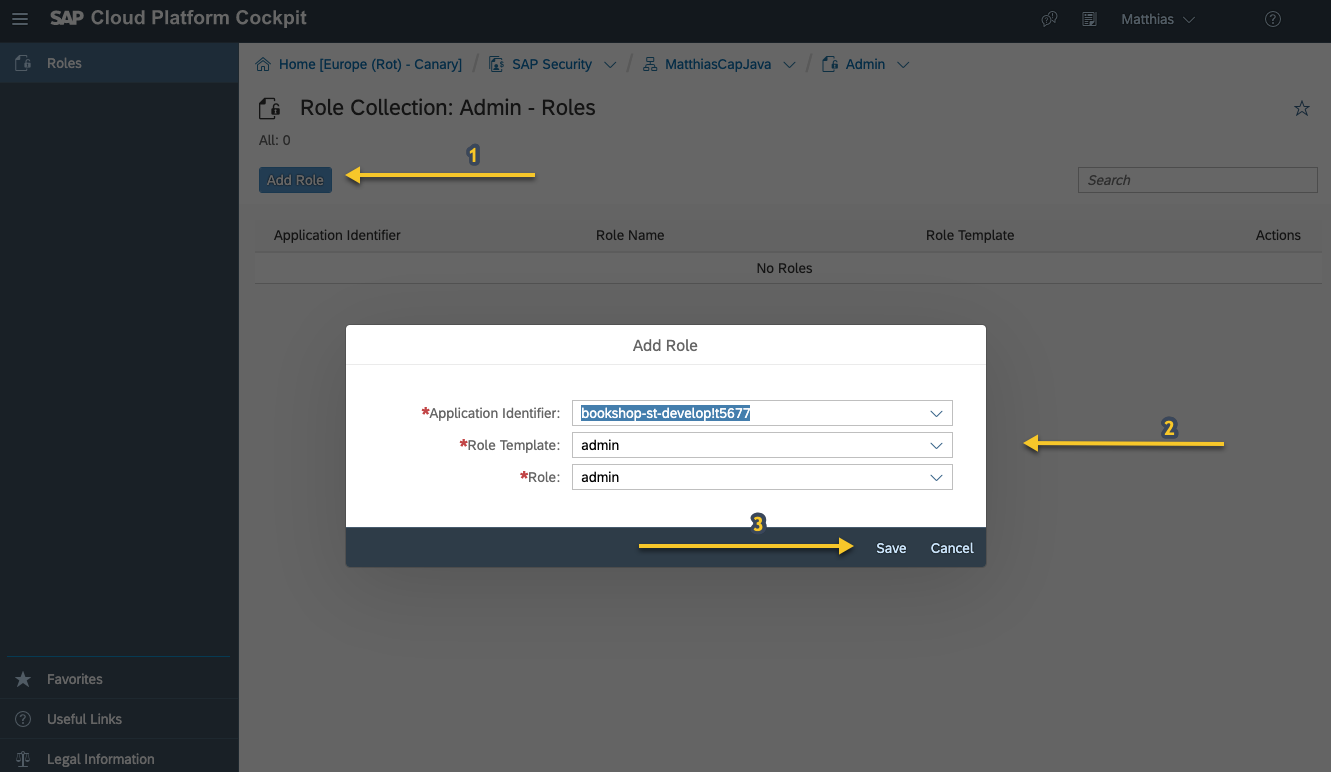 SAP Cloud Platform Cockpit
Matthias
Roles
Home [Europe (Rot) - Canary] / SAP Security / MatthiasCapJava / Admin
Role Collection: Admin - Roles
All: 0
1
Add Role
Search
Application Identifier Role Name Role Template Actions
No Roles
Add Role
*Application Identifier: bookshop-st-develop!t5677
2
*Role Template: admin
*Role: admin
3
Save Cancel
Favorites
Useful Links
Legal Information